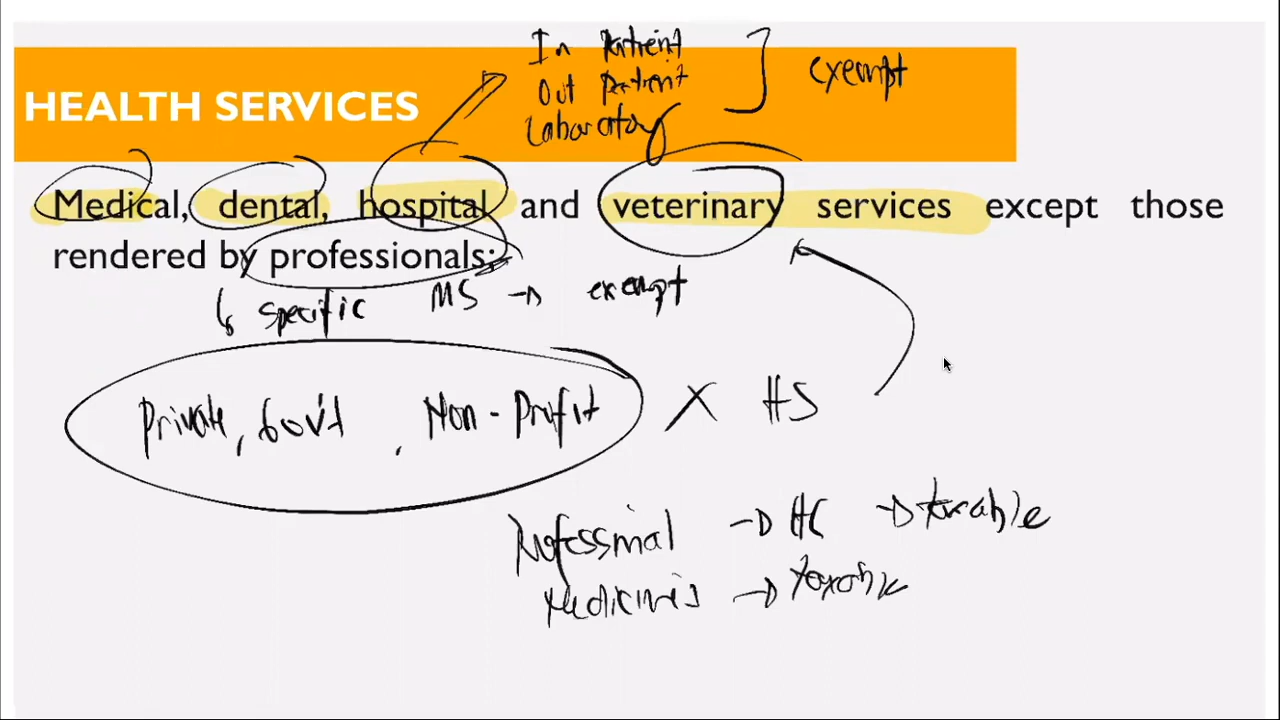 In Patient
Out Patient exempt
Laboratory
HEALTH SERVICES
Medical, dental, hospital and veterinary services except those
rendered by professionals;
specific MS → exempt
Private, Gov't, Non-Profit X HS
Professional → HC → taxable
Medicines → taxable